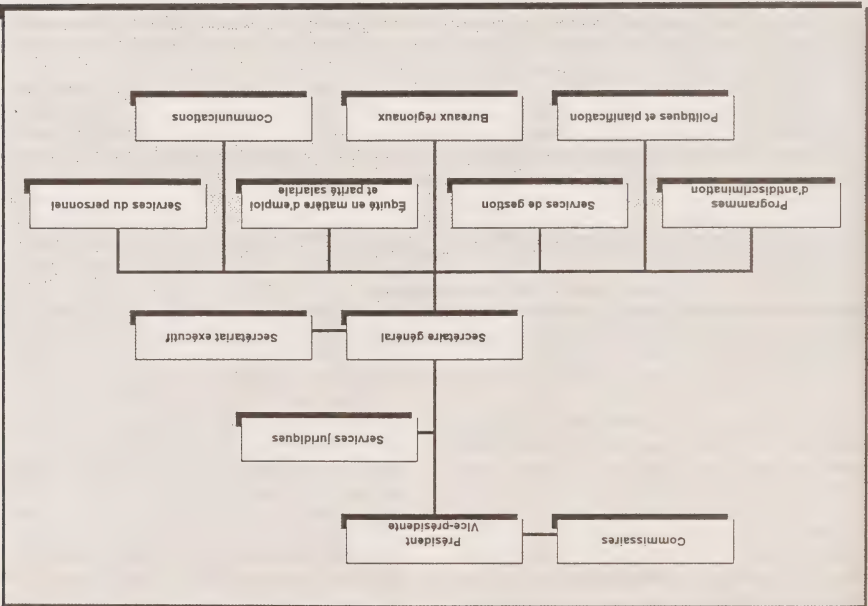 Commissaires
Président
Vice-présidente
Services juridiques
Secrétaire général
Secrétariat exécutif
Programmes
d'antidiscrimination
Services de gestion
Équité en matière d'emploi
et parité salariale
Services du personnel
Politiques et planification
Bureaux régionaux
Communications